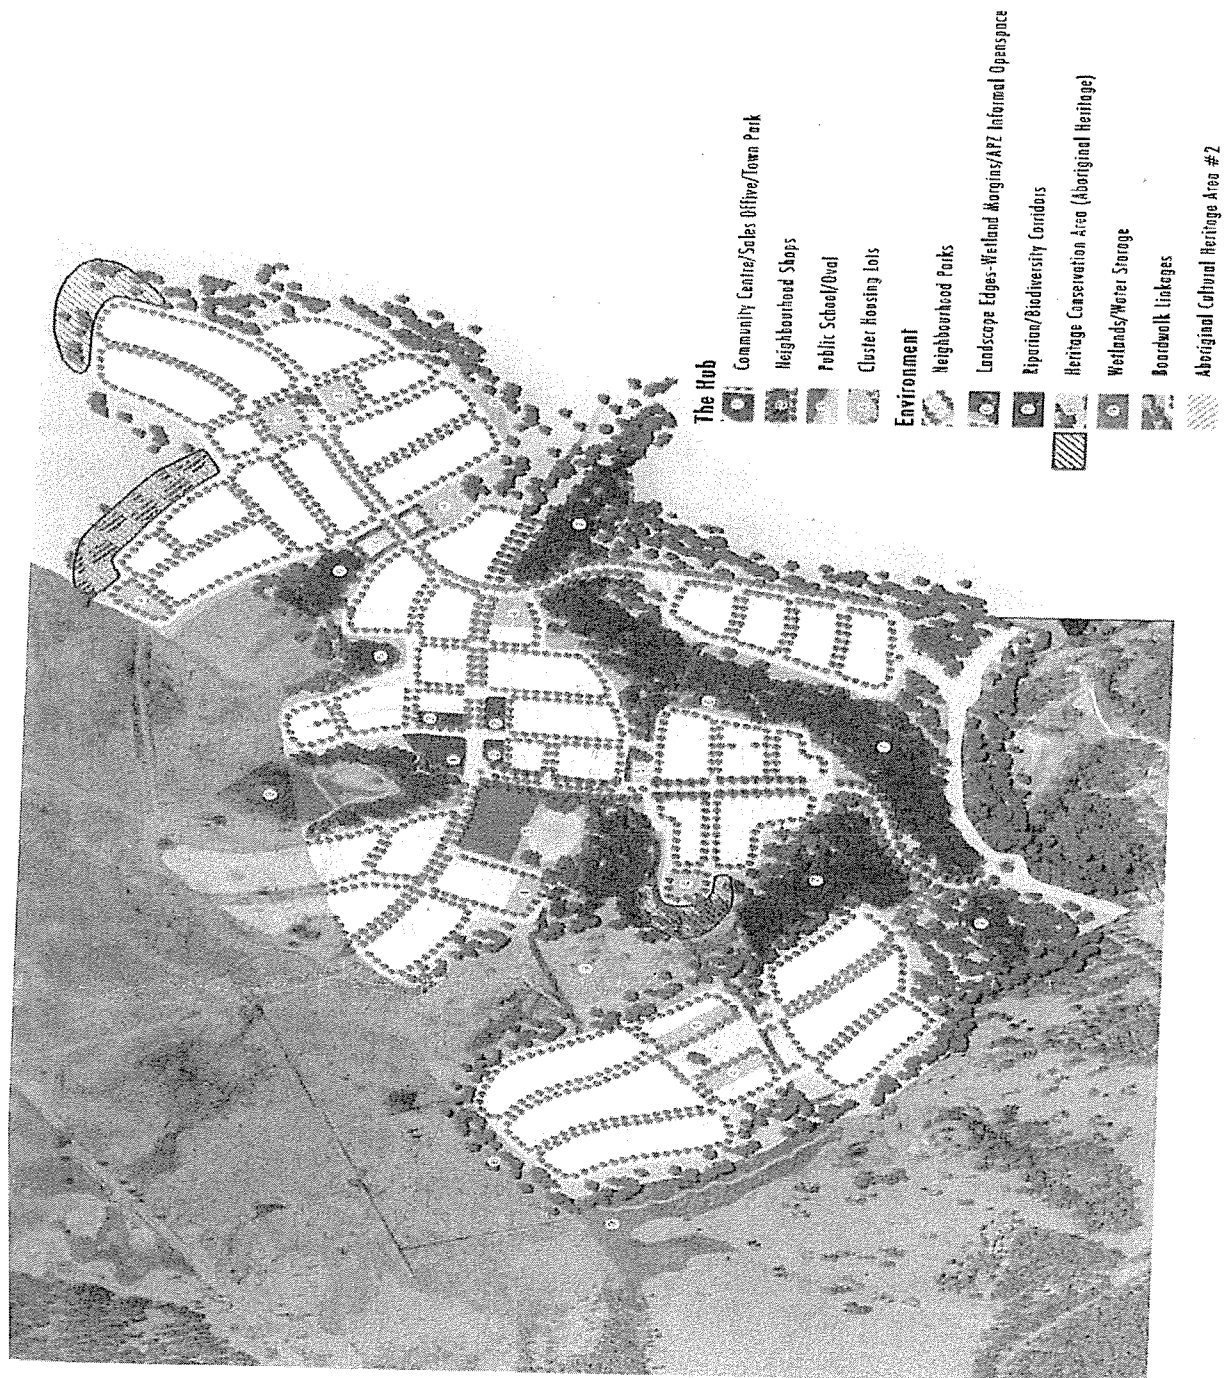 The Hub
Community Centre/Sales Offive/Town Park
Neighbourhood Shops
Public School/Oval
Cluster Housing Lots
Environment
Neighbourhood Parks
Landscape Edges-Wetland Margins/APZ Informal Openspace
Riparian/Biodiversity Corridors
Heritage Conservation Area (Aboriginal Heritage)
Wetlands/Water Storage
Boardwalk Linkages
Aboriginal Cultural Heritage Area #2